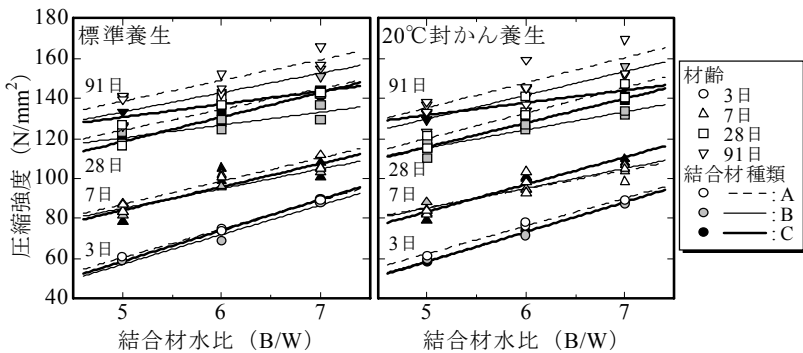 圧縮強度 (N/mm²)
180
160
140
120
100
80
60
40
標準養生
91日
28日
7日
3日
5
6
7
結合材水比 (B/W)
20℃封かん養生
91日
28日
7日
3日
5
6
7
結合材水比 (B/W)
材齢
3日
7日
28日
91日
結合材種類
:A
:B
:C